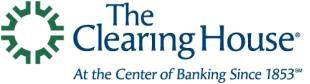 The
Clearing House®
At the Center of Banking Since 1853℠